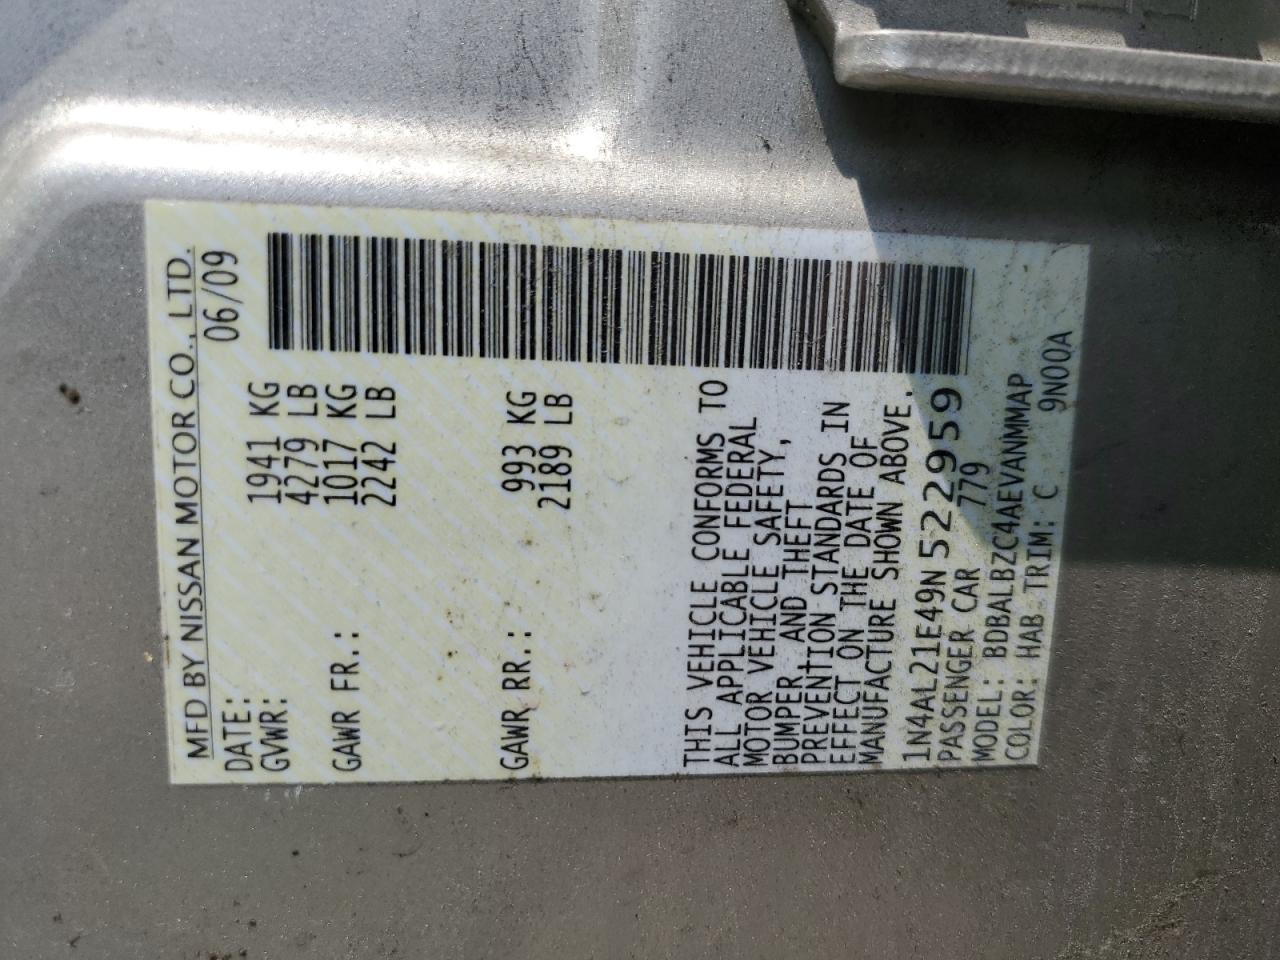 MFD BY NISSAN MOTOR CO., LTD.
DATE: 06/09
GVWR: 1941 KG
4279 LB
GAWR FR.: 1017 KG
2242 LB
GAWR RR.: 993 KG
2189 LB
THIS VEHICLE CONFORMS TO
ALL APPLICABLE FEDERAL
MOTOR VEHICLE SAFETY,
BUMPER, AND THEFT
PREVENTION STANDARDS IN
EFFECT ON THE DATE OF
MANUFACTURE SHOWN ABOVE.
1N4AL21E49N522959
PASSENGER CAR 779
MODEL: BDBALBZC4AEVANMMAP
COLOR: HAB TRIM: C 9N00A